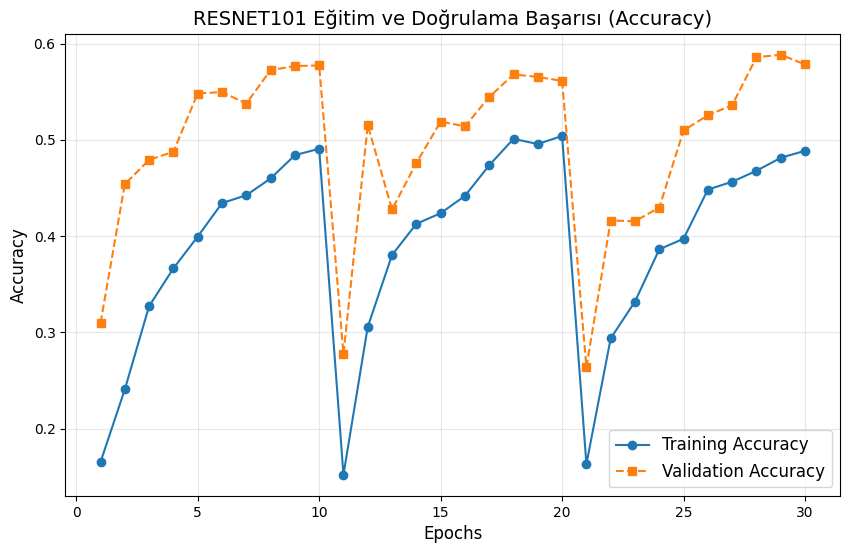 RESNET101 Eğitim ve Doğrulama Başarısı (Accuracy)
0.6
0.5
0.4
0.3
0.2
Accuracy
0 5 10 15 20 25 30
Epochs
Training Accuracy
Validation Accuracy